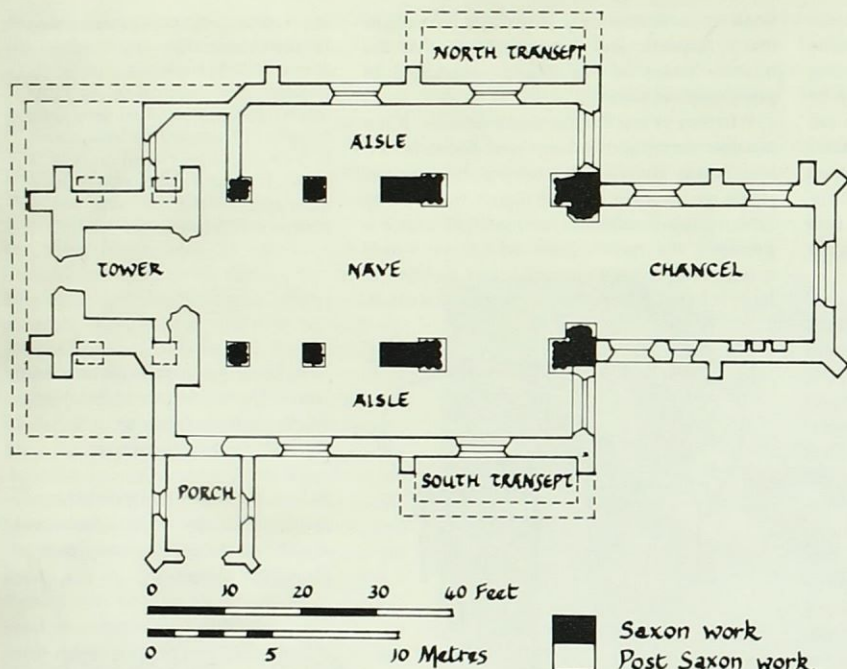 NORTH TRANSEPT
AISLE
TOWER
NAVE
CHANCEL
AISLE
PORCH
SOUTH TRANSEPT
0 10 20 30 40 Feet
0 5 10 Metres
Saxon work
Post Saxon work